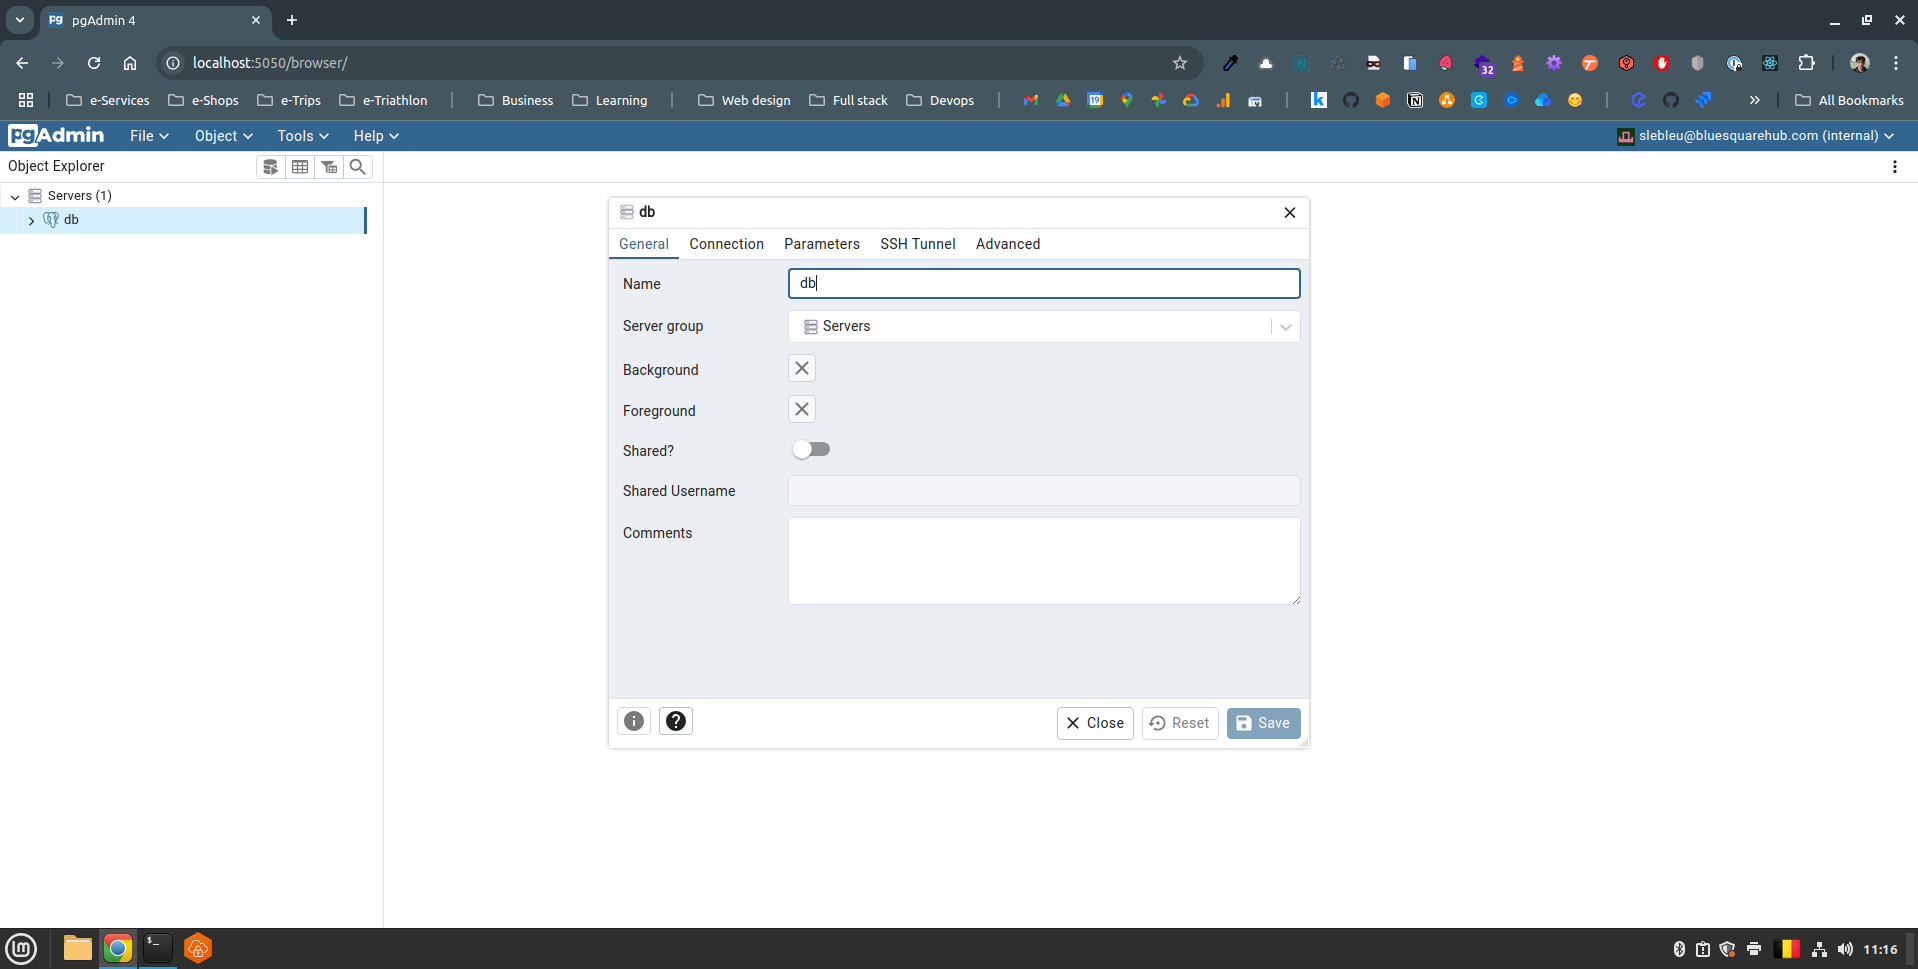 pgAdmin 4
localhost:5050/browser/
32
e-Services e-Shops e-Trips e-Triathlon Business Learning Web design Full stack Devops All Bookmarks
pgAdmin File Object Tools Help slebleu@bluesquarehub.com (internal)
Object Explorer
Servers (1)
db
db
General Connection Parameters SSH Tunnel Advanced
Name db
Server group Servers
Background
Foreground
Shared?
Shared Username
Comments
Close Reset Save
11:16